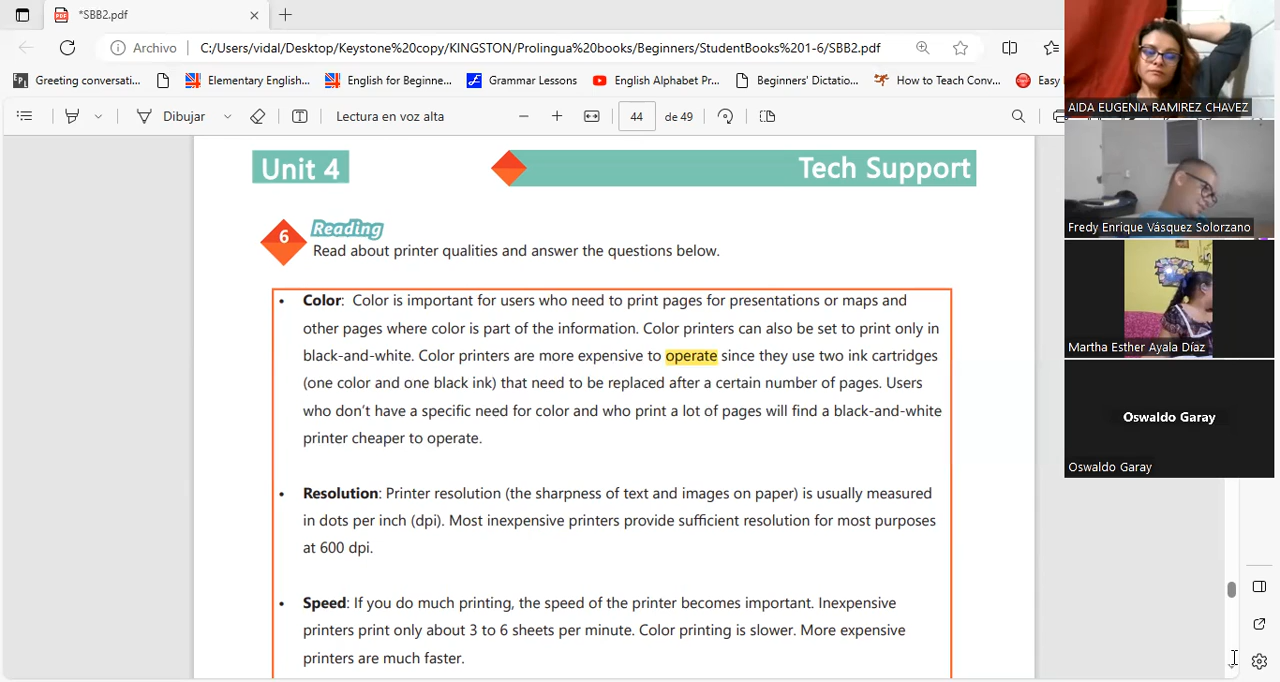 *SBB2.pdf
Archivo C:/Users/vidal/Desktop/Keystone%20copy/KINGSTON/Prolingua%20books/Beginners/StudentBooks%201-6/SBB2.pdf
Greeting conversati... Elementary English... English for Beginne... Grammar Lessons English Alphabet Pr... Beginners' Dictatio... How to Teach Conv... Easy
Dibujar Lectura en voz alta 44 de 49
Unit 4 Tech Support
6 Reading
Read about printer qualities and answer the questions below.
• Color: Color is important for users who need to print pages for presentations or maps and
other pages where color is part of the information. Color printers can also be set to print only in
black-and-white. Color printers are more expensive to operate since they use two ink cartridges
(one color and one black ink) that need to be replaced after a certain number of pages. Users
who don't have a specific need for color and who print a lot of pages will find a black-and-white
printer cheaper to operate.
• Resolution: Printer resolution (the sharpness of text and images on paper) is usually measured
in dots per inch (dpi). Most inexpensive printers provide sufficient resolution for most purposes
at 600 dpi.
• Speed: If you do much printing, the speed of the printer becomes important. Inexpensive
printers print only about 3 to 6 sheets per minute. Color printing is slower. More expensive
printers are much faster.
AIDA EUGENIA RAMIREZ CHAVEZ
Fredy Enrique Vásquez Solorzano
Martha Esther Ayala Díaz
Oswaldo Garay
Oswaldo Garay